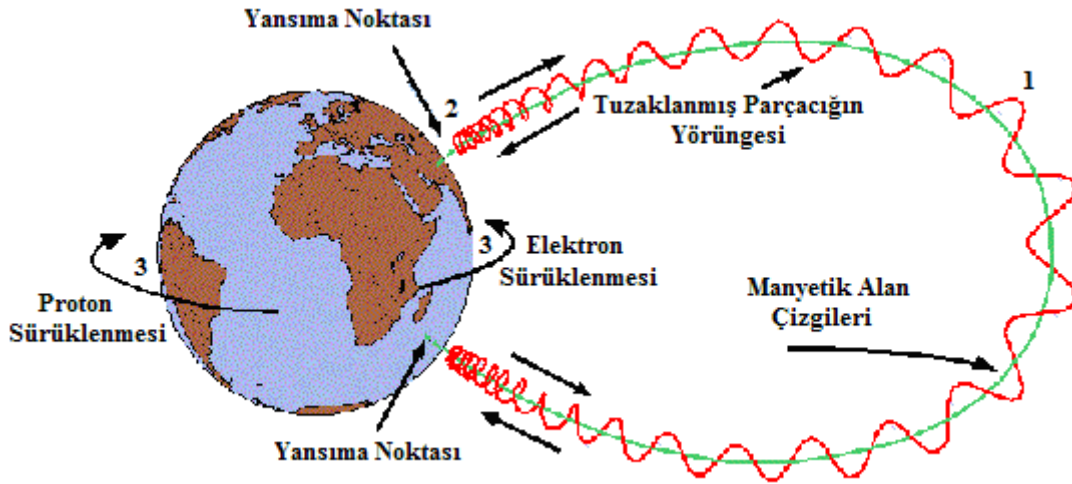 Yansıma Noktası
2
1
Tuzaklanmış Parçacığın
Yörüngesi
3
Elektron
Sürüklenmesi
3
Proton
Sürüklenmesi
Manyetik Alan
Çizgileri
Yansıma Noktası